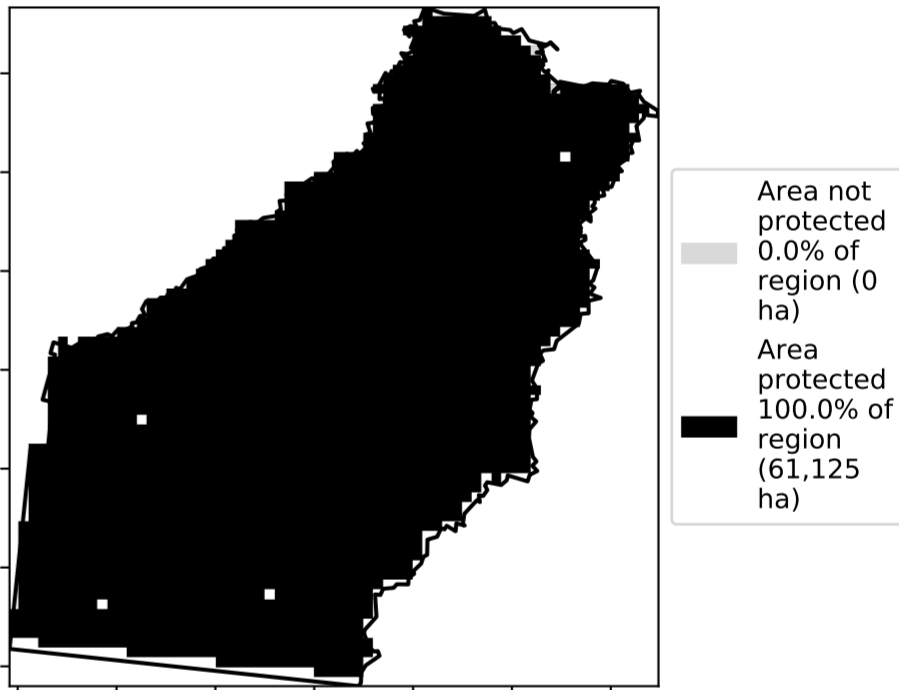 Area not
protected
0.0% of
region (0
ha)
Area
protected
100.0% of
region
(61,125
ha)